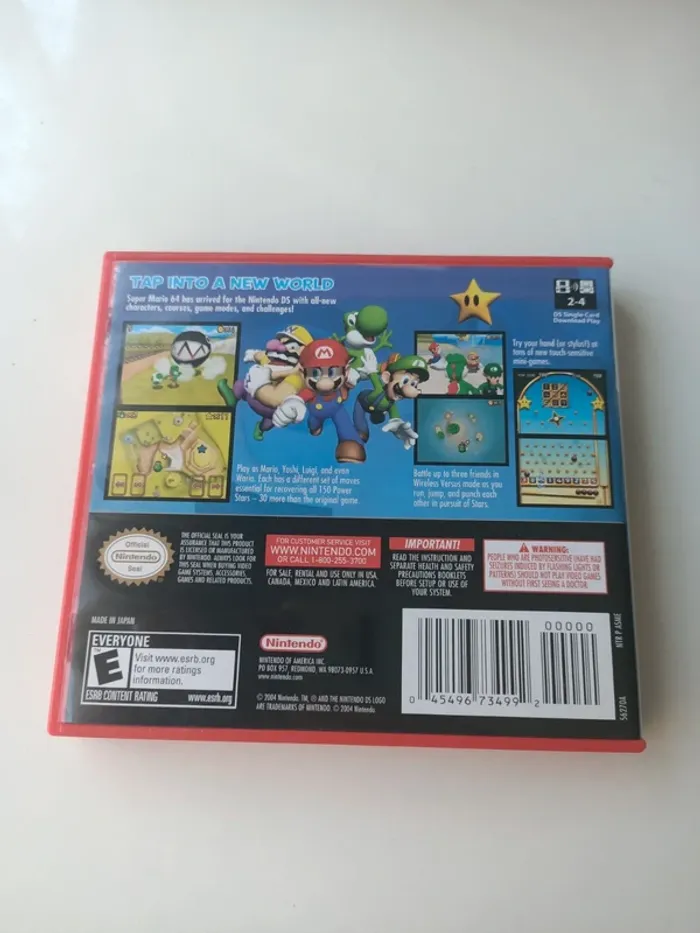 TAP INTO A NEW WORLD
Super Mario 64 has arrived for the Nintendo DS with all-new
characters, courses, game modes, and challenges!
2-4
DS Single-Card
Download Play
Try your hand (or stylus!) at
tons of new touch-sensitive
mini-games.
Play as Mario, Yoshi, Luigi, and even
Wario. Each has a different set of moves
essential for recovering all 150 Power
Stars – 30 more than the original game.
Battle up to three friends in
Wireless Versus mode as you
run, jump, and punch each
other in pursuit of Stars.
Official
Nintendo
Seal
THE OFFICIAL SEAL IS YOUR
ASSURANCE THAT THIS PRODUCT
IS LICENSED OR MANUFACTURED
BY NINTENDO. ALWAYS LOOK FOR
THIS SEAL WHEN BUYING VIDEO
GAME SYSTEMS, ACCESSORIES,
GAMES AND RELATED PRODUCTS.
FOR CUSTOMER SERVICE VISIT
WWW.NINTENDO.COM
OR CALL 1-800-255-3700
FOR SALE, RENTAL AND USE ONLY IN USA,
CANADA, MEXICO AND LATIN AMERICA.
IMPORTANT!
READ THE INSTRUCTION AND
SEPARATE HEALTH AND SAFETY
PRECAUTIONS BOOKLETS
BEFORE SETUP OR USE OF
YOUR SYSTEM.
WARNING:
PEOPLE WHO ARE PHOTOSENSITIVE (HAVE HAD
SEIZURES INDUCED BY FLASHING LIGHTS OR
PATTERNS) SHOULD NOT PLAY VIDEO GAMES
WITHOUT FIRST SEEING A DOCTOR.
MADE IN JAPAN
EVERYONE
E
Visit www.esrb.org
for more ratings
information.
ESRB CONTENT RATING www.esrb.org
Nintendo
NINTENDO OF AMERICA INC.
PO BOX 957, REDMOND, WA 98073-0957 U.S.A.
www.nintendo.com
© 2004 Nintendo. TM, ® AND THE NINTENDO DS LOGO
ARE TRADEMARKS OF NINTENDO. © 2004 Nintendo
00000
0 45496 73499 2
NTR P ASME
56270A